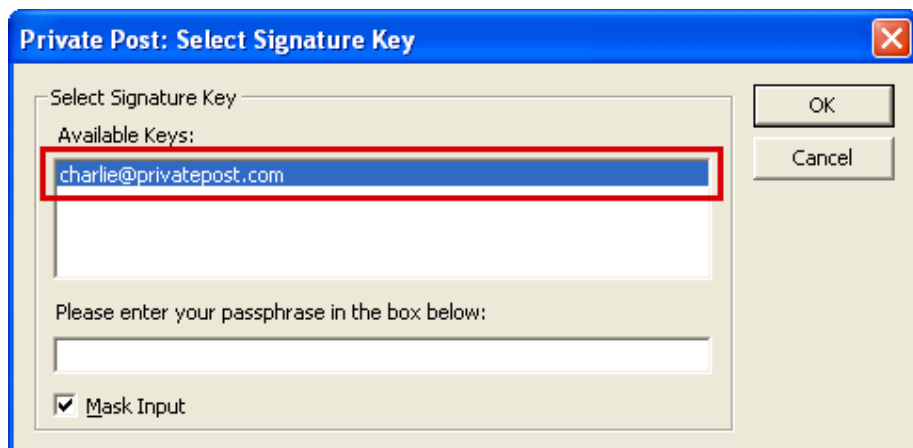 Private Post: Select Signature Key
Select Signature Key
OK
Available Keys:
Cancel
charlie@privatepost.com
Please enter your passphrase in the box below:
Mask Input